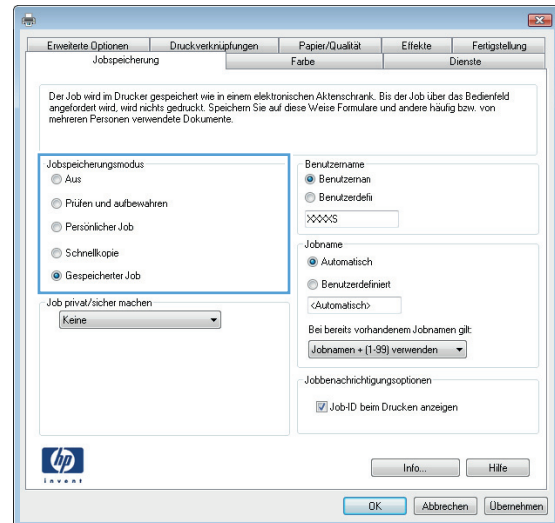 Erweiterte Optionen
Druckverknüpfungen
Papier/Qualität
Effekte
Fertigstellung
Jobspeicherung
Farbe
Dienste
Der Job wird im Drucker gespeichert wie in einem elektronischen Aktenschrank. Bis der Job über das Bedienfeld
angefordert wird, wird nichts gedruckt. Speichern Sie auf diese Weise Formulare und andere häufig bzw. von
mehreren Personen verwendete Dokumente.
Jobspeicherungsmodus
Aus
Prüfen und aufbewahren
Persönlicher Job
Schnellkopie
Gespeicherter Job
Job privat/sicher machen
Keine
Benutzername
Benutzernan
Benutzerdefii
XXXXS
Jobname
Automatisch
Benutzerdefiniert
<Automatisch>
Bei bereits vorhandenem Jobnamen gilt:
Jobnamen + (1-99) verwenden
Jobbenachrichtigungsoptionen
Job-ID beim Drucken anzeigen
hp
invent
Info...
Hilfe
OK
Abbrechen
Übernehmen